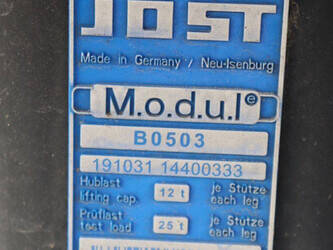 JOST
Made in Germany / Neu-Isenburg
M.o.d.u.l e
B0503
191031 14400333
Hublast 12 t je Stütze
lifting cap. each leg
Prüflast 25 t je Stütze
test load each leg